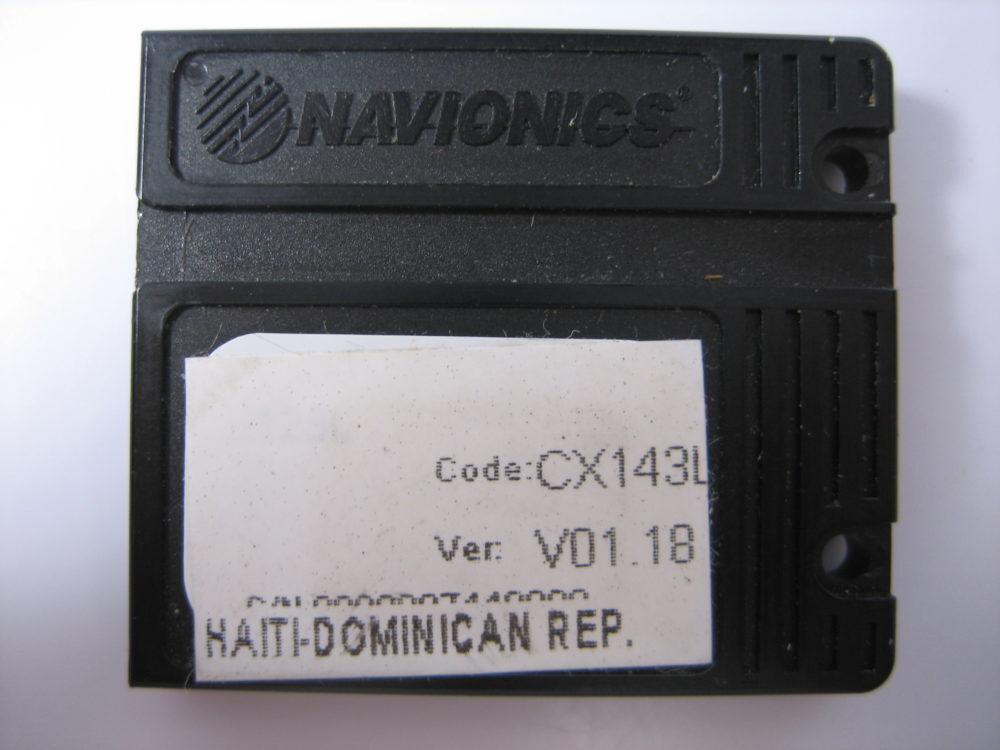 NAVIONICS®
Code: CX143L
Ver: V01.18
HAITI-DOMINICAN REP.